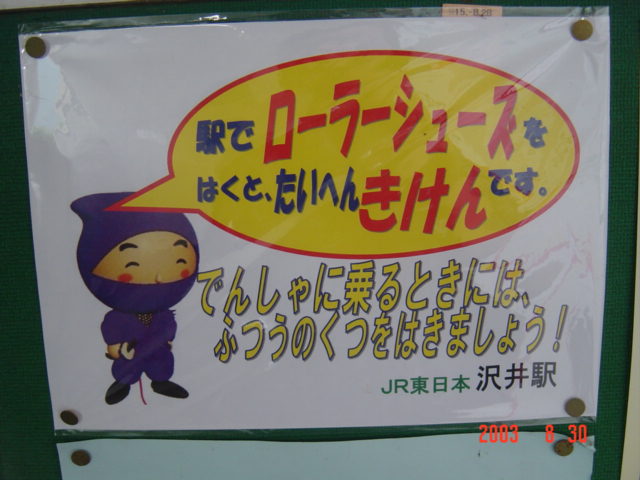 15.-8.28
駅でローラーシューズを
はくと、たいへんきけんです。
でんしゃに乗るときには、
ふつうのくつをはきましょう！
JR東日本 沢井駅
2003 8 30